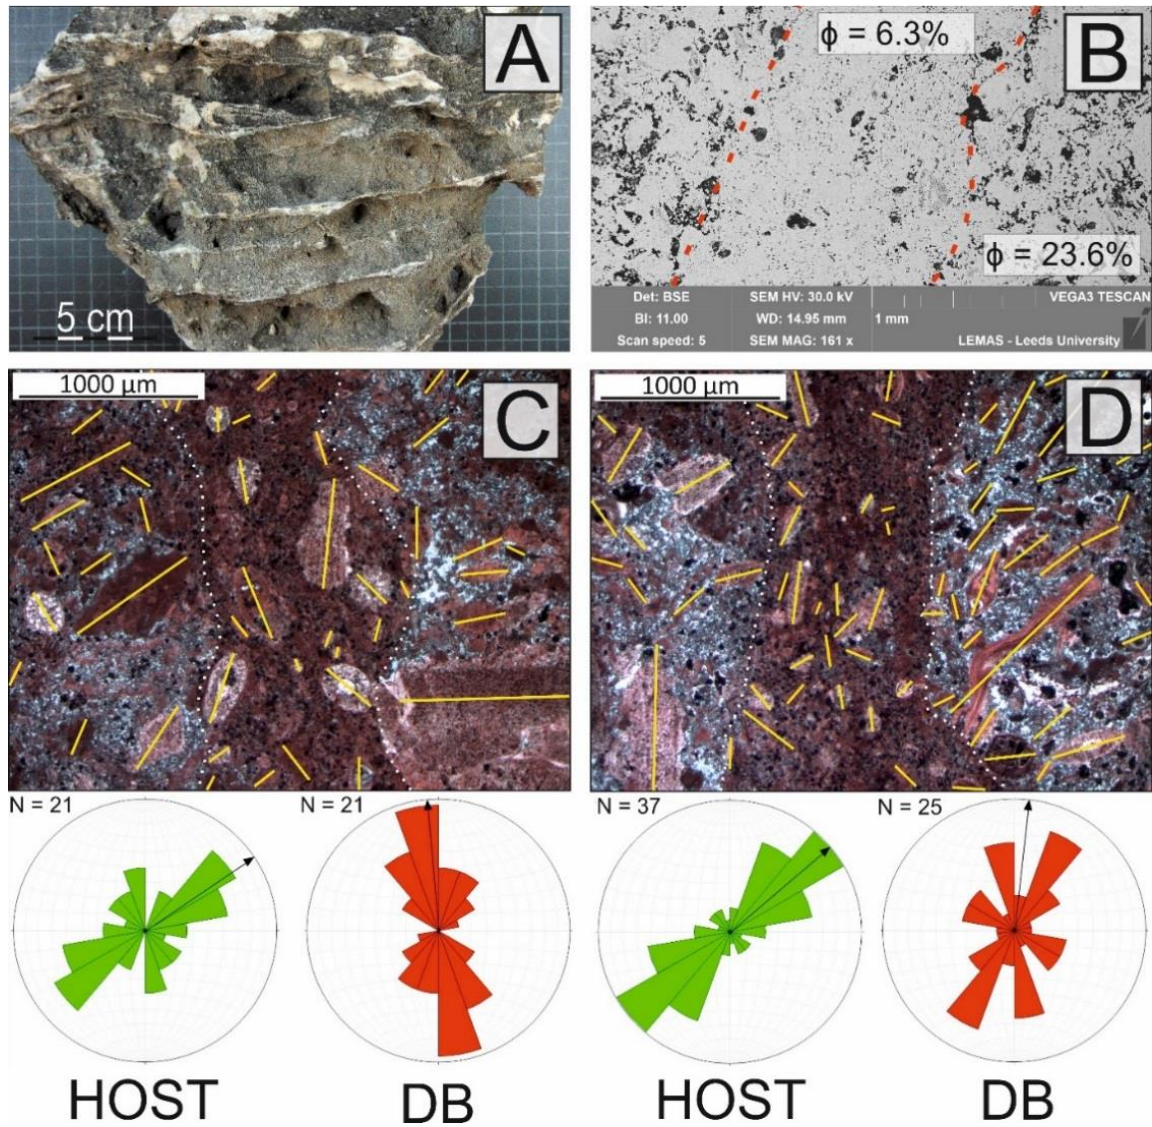 A
5 cm
B
ϕ = 6.3%
ϕ = 23.6%
Det: BSE
SEM HV: 30.0 kV
VEGA3 TESCAN
BI: 11.00
WD: 14.95 mm
1 mm
Scan speed: 5
SEM MAG: 161 x
LEMAS - Leeds University
1000 µm
C
1000 µm
D
N = 21
N = 21
N = 37
N = 25
HOST
DB
HOST
DB